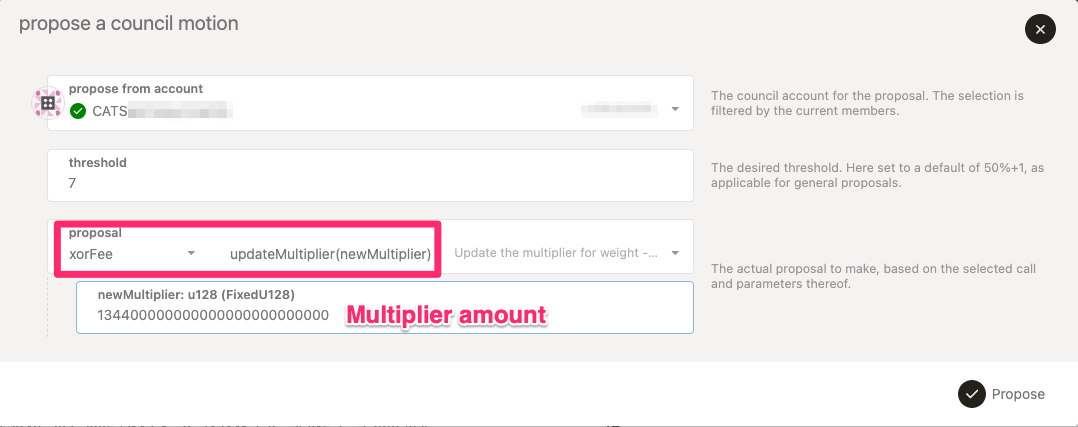 propose a council motion
propose from account
CATS
The council account for the proposal. The selection is
filtered by the current members.
threshold
7
The desired threshold. Here set to a default of 50%+1, as
applicable for general proposals.
proposal
xorFee
updateMultiplier(newMultiplier)
Update the multiplier for weight -...
The actual proposal to make, based on the selected call
and parameters thereof.
newMultiplier: u128 (FixedU128)
134400000000000000000000000
Multiplier amount
Propose